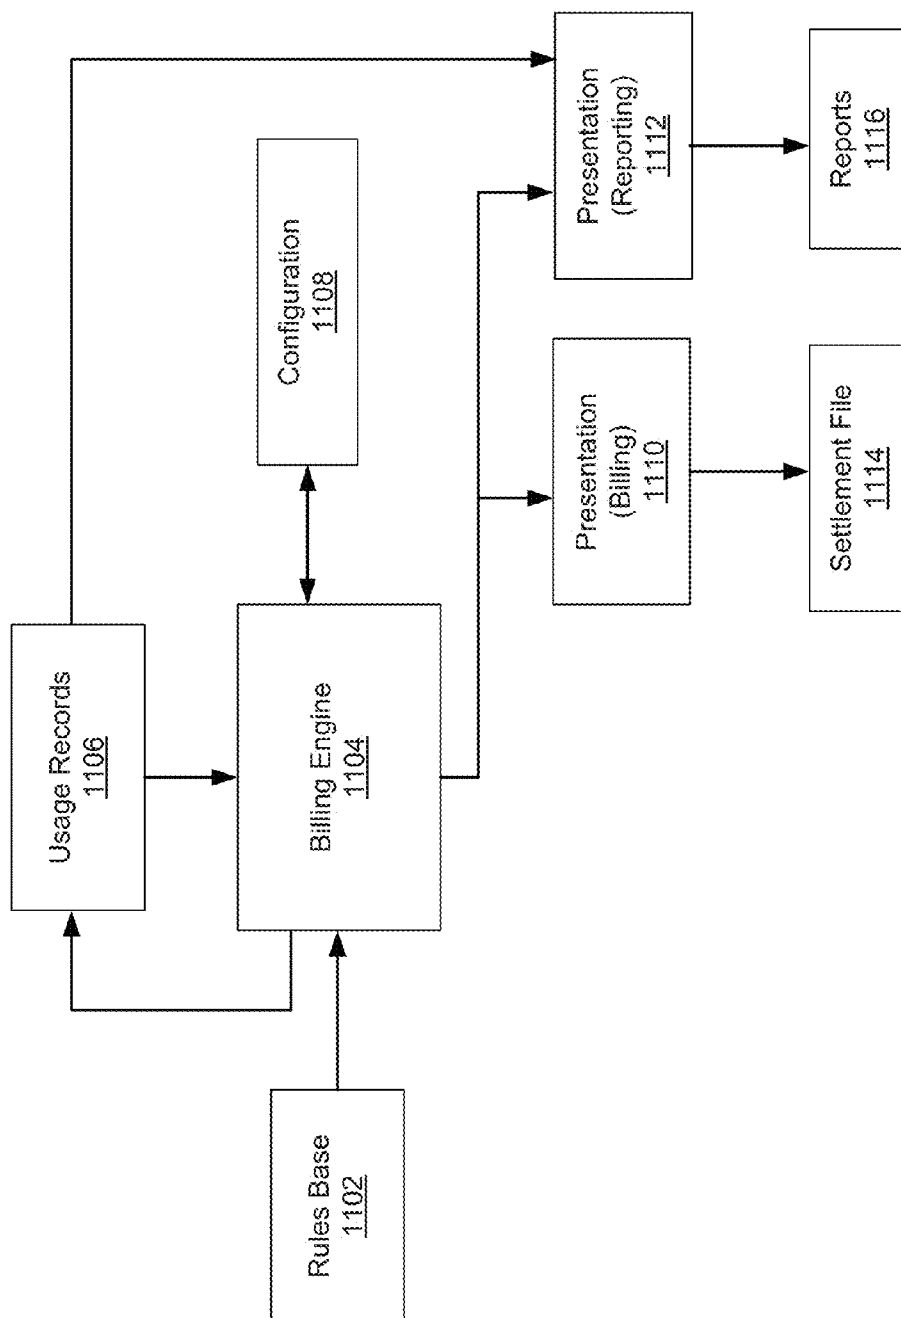 Usage Records
1106
Rules Base
1102
Billing Engine
1104
Configuration
1108
Presentation
(Billing)
1110
Presentation
(Reporting)
1112
Settlement File
1114
Reports
1116